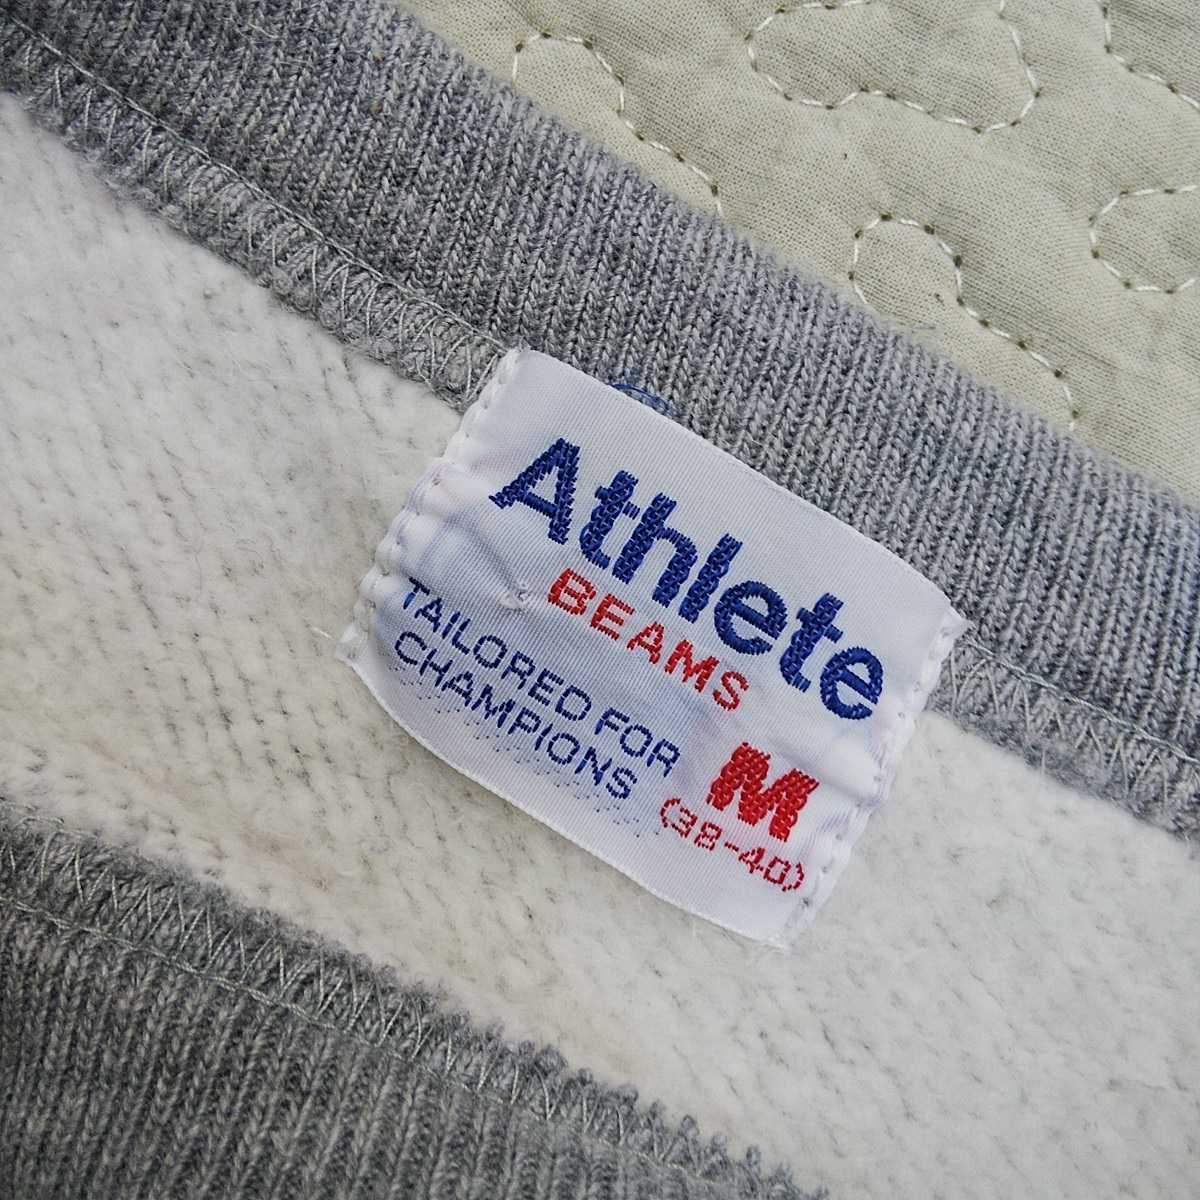 Athlete
BEAMS
TAILORED FOR
CHAMPIONS
M
(38-40)